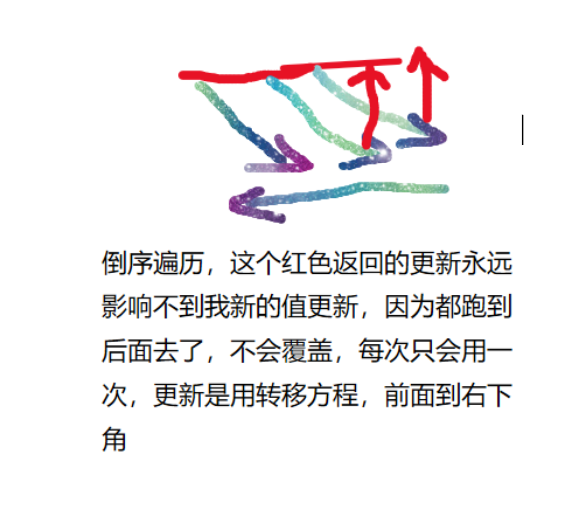 倒序遍历，这个红色返回的更新永远
影响不到我新的值更新，因为都跑到
后面去了，不会覆盖，每次只会用一
次，更新是用转移方程，前面到右下
角